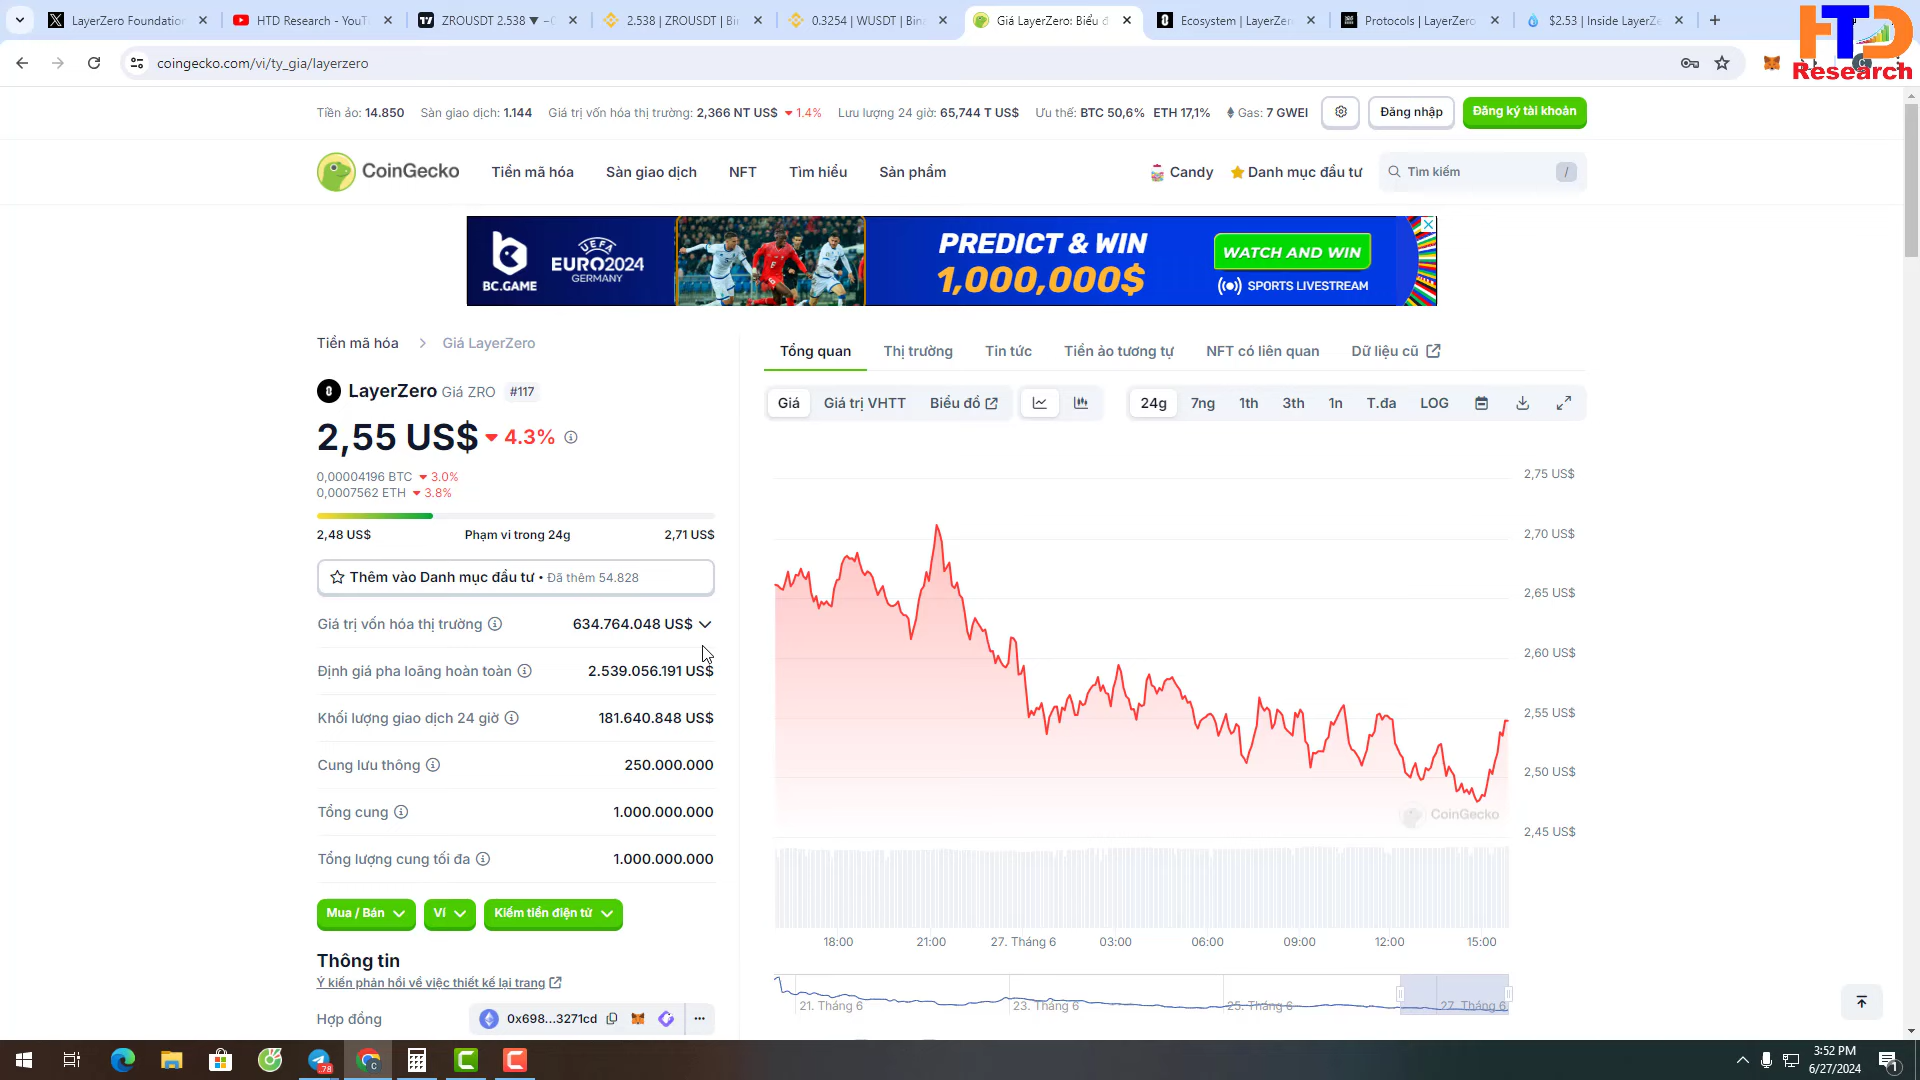 LayerZero Foundation
HTD Research - YouT
ZROUSDT 2.538 ▼ −0
2.538 | ZROUSDT | Bin
0.3254 | WUSDT | Bin
Giá LayerZero: Biểu đ
Ecosystem | LayerZer
Protocols | LayerZero
$2.53 | Inside LayerZe
HTD
Research
coingecko.com/vi/ty_gia/layerzero
Tiền ảo: 14.850 Sàn giao dịch: 1.144 Giá trị vốn hóa thị trường: 2,366 NT US$ ▼ 1.4% Lưu lượng 24 giờ: 65,744 T US$ Ưu thế: BTC 50,6% ETH 17,1% Gas: 7 GWEI
Đăng nhập
Đăng ký tài khoản
CoinGecko
Tiền mã hóa Sàn giao dịch NFT Tìm hiểu Sản phẩm
Candy
Danh mục đầu tư
Tìm kiếm /
BC.GAME
UEFA
EURO2024
GERMANY
PREDICT & WIN
1,000,000$
WATCH AND WIN
SPORTS LIVESTREAM
Tiền mã hóa > Giá LayerZero
LayerZero Giá ZRO #117
2,55 US$ ▼ 4.3%
0,00004196 BTC ▼ 3.0%
0,0007562 ETH ▼ 3.8%
2,48 US$ Phạm vi trong 24g 2,71 US$
Thêm vào Danh mục đầu tư • Đã thêm 54.828
Giá trị vốn hóa thị trường 634.764.048 US$
Định giá pha loãng hoàn toàn 2.539.056.191 US$
Khối lượng giao dịch 24 giờ 181.640.848 US$
Cung lưu thông 250.000.000
Tổng cung 1.000.000.000
Tổng lượng cung tối đa 1.000.000.000
Mua / Bán
Ví
Kiếm tiền điện tử
Thông tin
Ý kiến phản hồi về việc thiết kế lại trang
Hợp đồng 0x698...3271cd ...
Tổng quan Thị trường Tin tức Tiền ảo tương tự NFT có liên quan Dữ liệu cũ
Giá Giá trị VHTT Biểu đồ
24g 7ng 1th 3th 1n T.đa LOG
2,75 US$
2,70 US$
2,65 US$
2,60 US$
2,55 US$
2,50 US$
2,45 US$
CoinGecko
18:00 21:00 27. Tháng 6 03:00 06:00 09:00 12:00 15:00
21. Tháng 6 23. Tháng 6 25. Tháng 6 27. Tháng 6
78
3:52 PM
6/27/2024
1